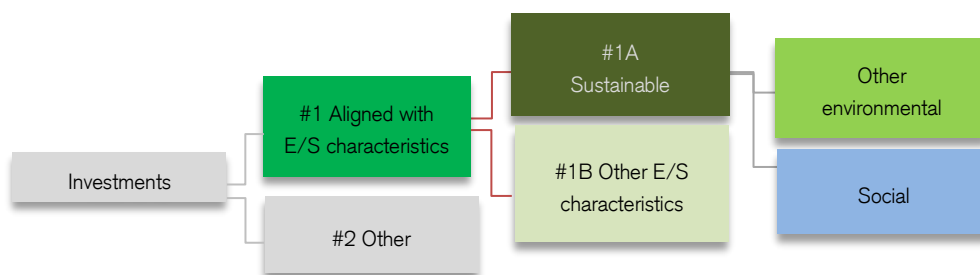 Investments
#1 Aligned with
E/S characteristics
#2 Other
#1A
Sustainable
#1B Other E/S
characteristics
Other
environmental
Social